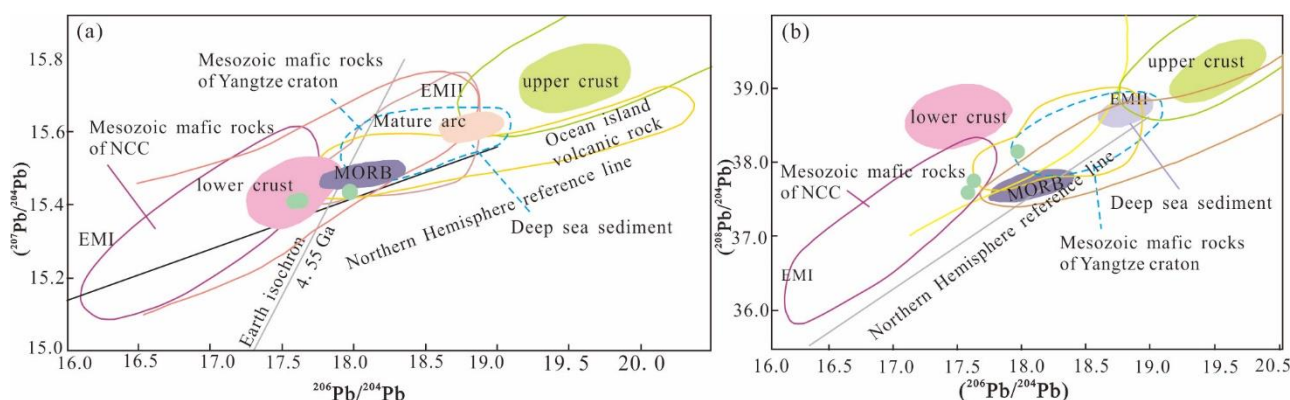 (a)
15.8
15.6
15.4
15.2
15.0
(²⁰⁷Pb/²⁰⁴Pb)
Mesozoic mafic rocks
of Yangtze craton
Mesozoic mafic rocks
of NCC
EMII
Mature arc
upper crust
Ocean island
volcanic rock
MORB
lower crust
EMI
Deep sea sediment
Northern Hemisphere reference line
Earth isochron
4. 55 Ga
16.0
16.5
17.0
17.5
18.0
18.5
19.0
19.5
20. 0
²⁰⁶Pb/²⁰⁴Pb
(b)
39.0
38.0
37.0
36.0
(²⁰⁸Pb/²⁰⁴Pb)
upper crust
EMII
lower crust
Mesozoic mafic rocks
of NCC
MORB
Deep sea sediment
Mesozoic mafic rocks
of Yangtze craton
EMI
Northern Hemisphere reference line
16.5
17.0
17.5
18.0
18.5
19.0
19.5
20.5
(²⁰⁶Pb/²⁰⁴Pb)